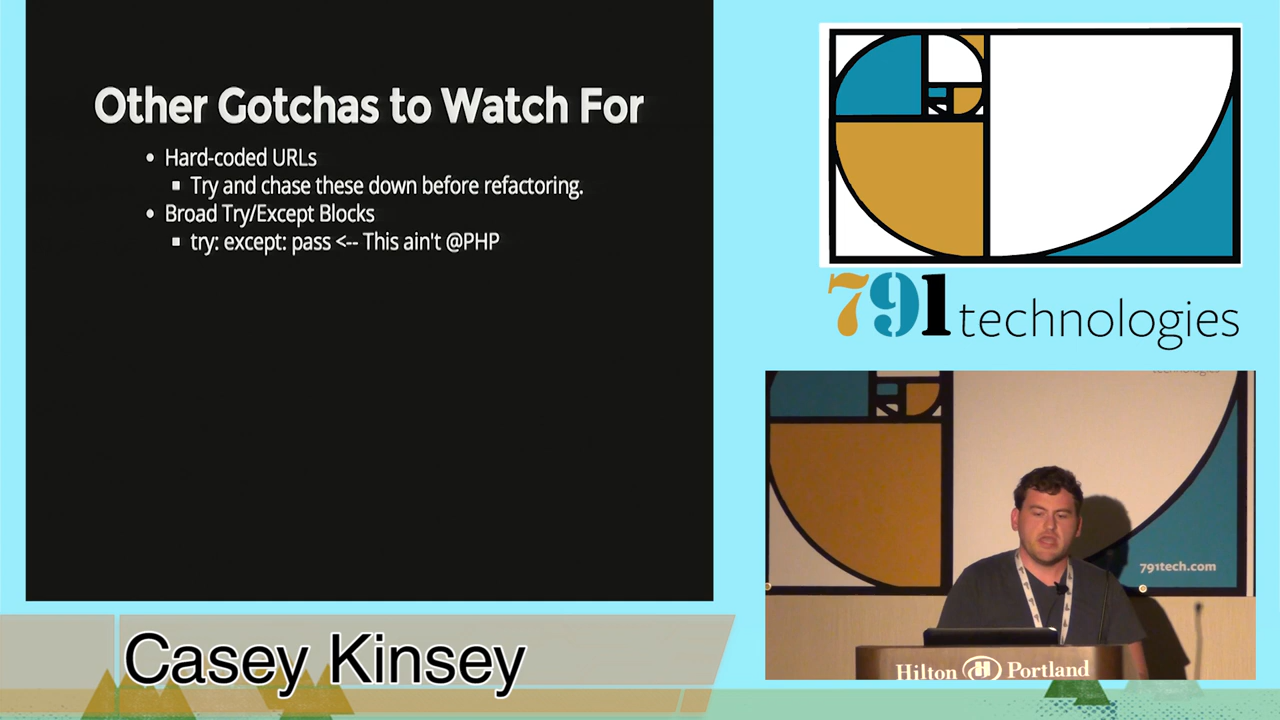 Other Gotchas to Watch For
• Hard-coded URLs
▪ Try and chase these down before refactoring.
• Broad Try/Except Blocks
▪ try: except: pass <-- This ain't @PHP
791 technologies
technologies
791tech.com
Hilton H Portland
Casey Kinsey